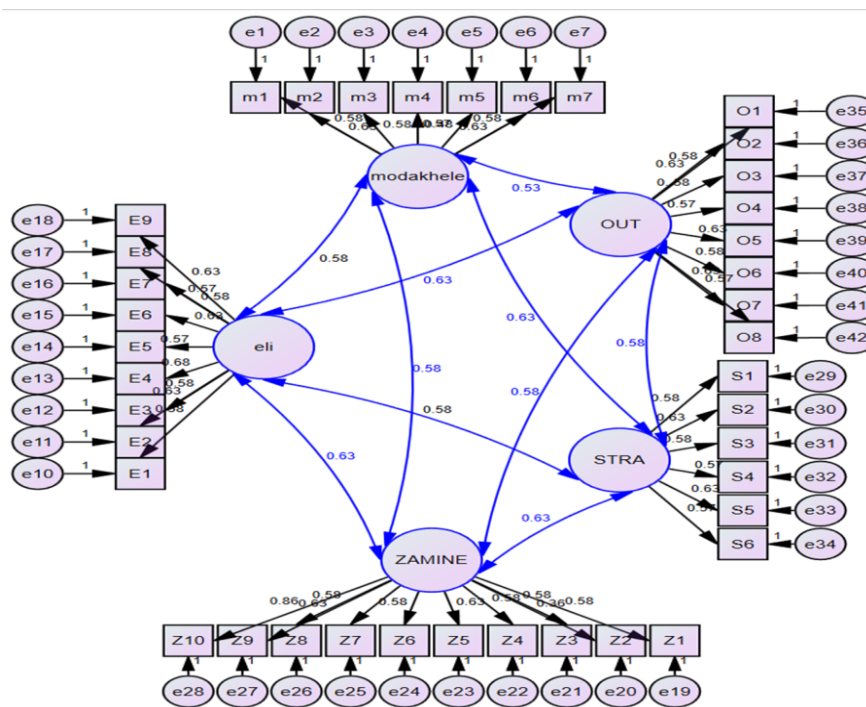 e1 e2 e3 e4 e5 e6 e7
1 1 1 1 1 1 1
m1 m2 m3 m4 m5 m6 m7
0.58 0.58 0.58
0.63 0.63
modakhele
0.53
OUT
O1 1 e35
O2 1 e36
O3 1 e37
O4 1 e38
O5 1 e39
O6 1 e40
O7 1 e41
O8 1 e42
0.58
0.63
0.57
0.63
0.58
0.57
e18 1 E9
e17 1 E8
e16 1 E7
e15 1 E6
e14 1 E5
e13 1 E4
e12 1 E3
e11 1 E2
e10 1 E1
0.63
0.57
0.58
0.63
0.57
0.68
0.58
0.63
eli
0.58
0.63
0.63
0.58
0.58
0.58
0.58
0.63
0.63
STRA
S1 1 e29
S2 1 e30
S3 1 e31
S4 1 e32
S5 1 e33
S6 1 e34
0.58
0.63
0.58
0.57
0.63
ZAMINE
0.86 0.63 0.58 0.58 0.63 0.58 0.58 0.36 0.58
Z10 Z9 Z8 Z7 Z6 Z5 Z4 Z3 Z2 Z1
1 1 1 1 1 1 1 1 1 1
e28 e27 e26 e25 e24 e23 e22 e21 e20 e19